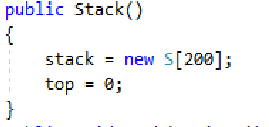 public Stack()
{
stack = new S[200];
top = 0;
}